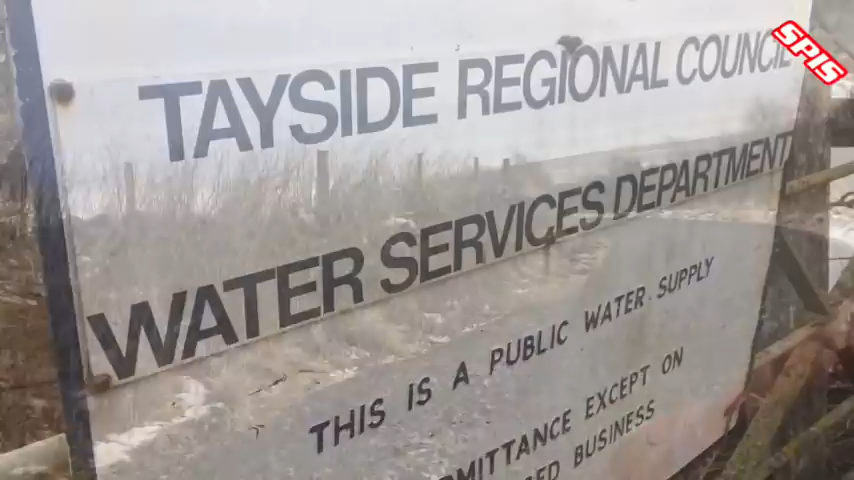 SPIS
TAYSIDE REGIONAL COUNCIL
WATER SERVICES DEPARTMENT
THIS IS A PUBLIC WATER SUPPLY
EXCEPT ON
BUSINESS